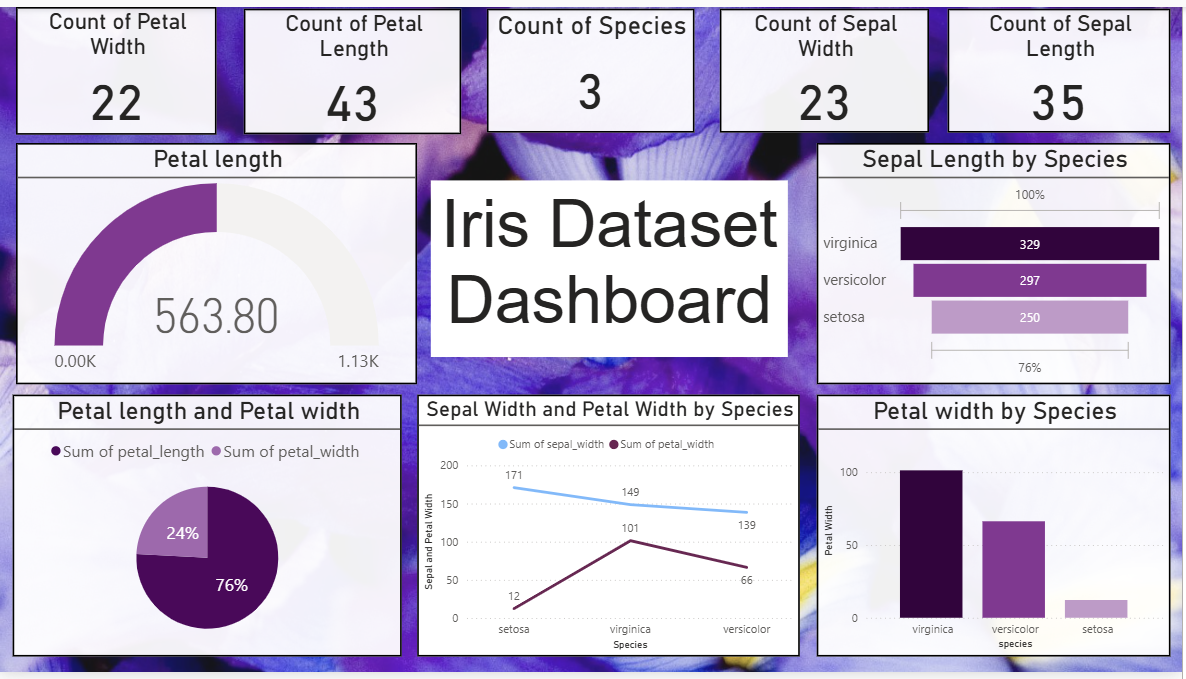 Count of Petal
Width
22
Count of Petal
Length
43
Count of Species
3
Count of Sepal
Width
23
Count of Sepal
Length
35
Petal length
563.80
0.00K
1.13K
Iris Dataset
Dashboard
Sepal Length by Species
100%
virginica
329
versicolor
297
setosa
250
76%
Petal length and Petal width
Sum of petal_length
Sum of petal_width
24%
76%
Sepal Width and Petal Width by Species
Sum of sepal_width
Sum of petal_width
Sepal and Petal Width
200
150
100
50
0
171
149
139
12
101
66
setosa
virginica
versicolor
Species
Petal width by Species
Petal Width
100
50
0
virginica
versicolor
setosa
species